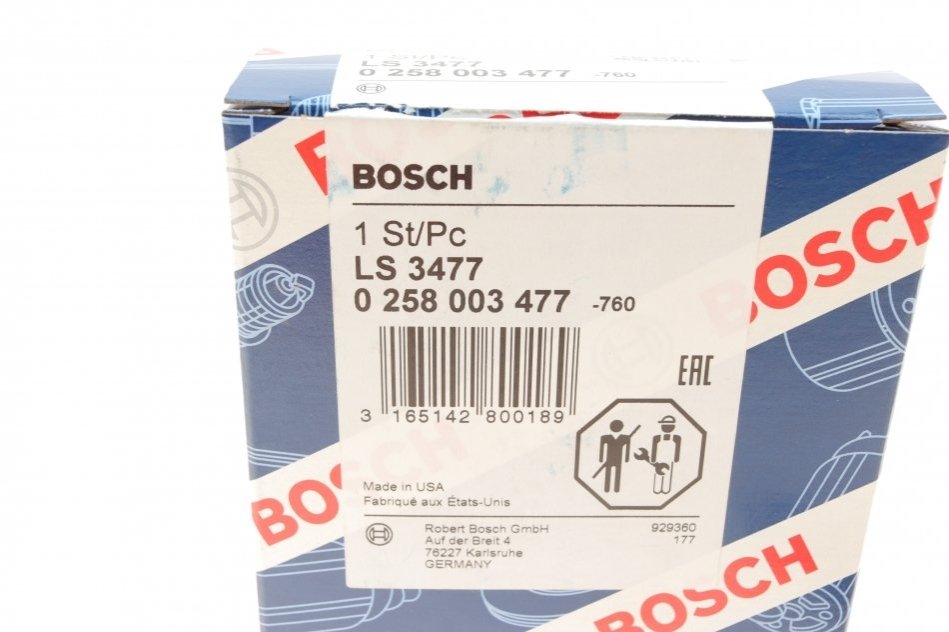 1 St/Pc
LS 3477
0 258 003 477 -760
BOSCH
BOSCH
1 St/Pc
LS 3477
0 258 003 477 -760
EAC
3 165142 800189
BOSCH
Made in USA
Fabriqué aux États-Unis
Robert Bosch GmbH
Auf der Breit 4
76227 Karlsruhe
GERMANY
929360
177
BOSCH